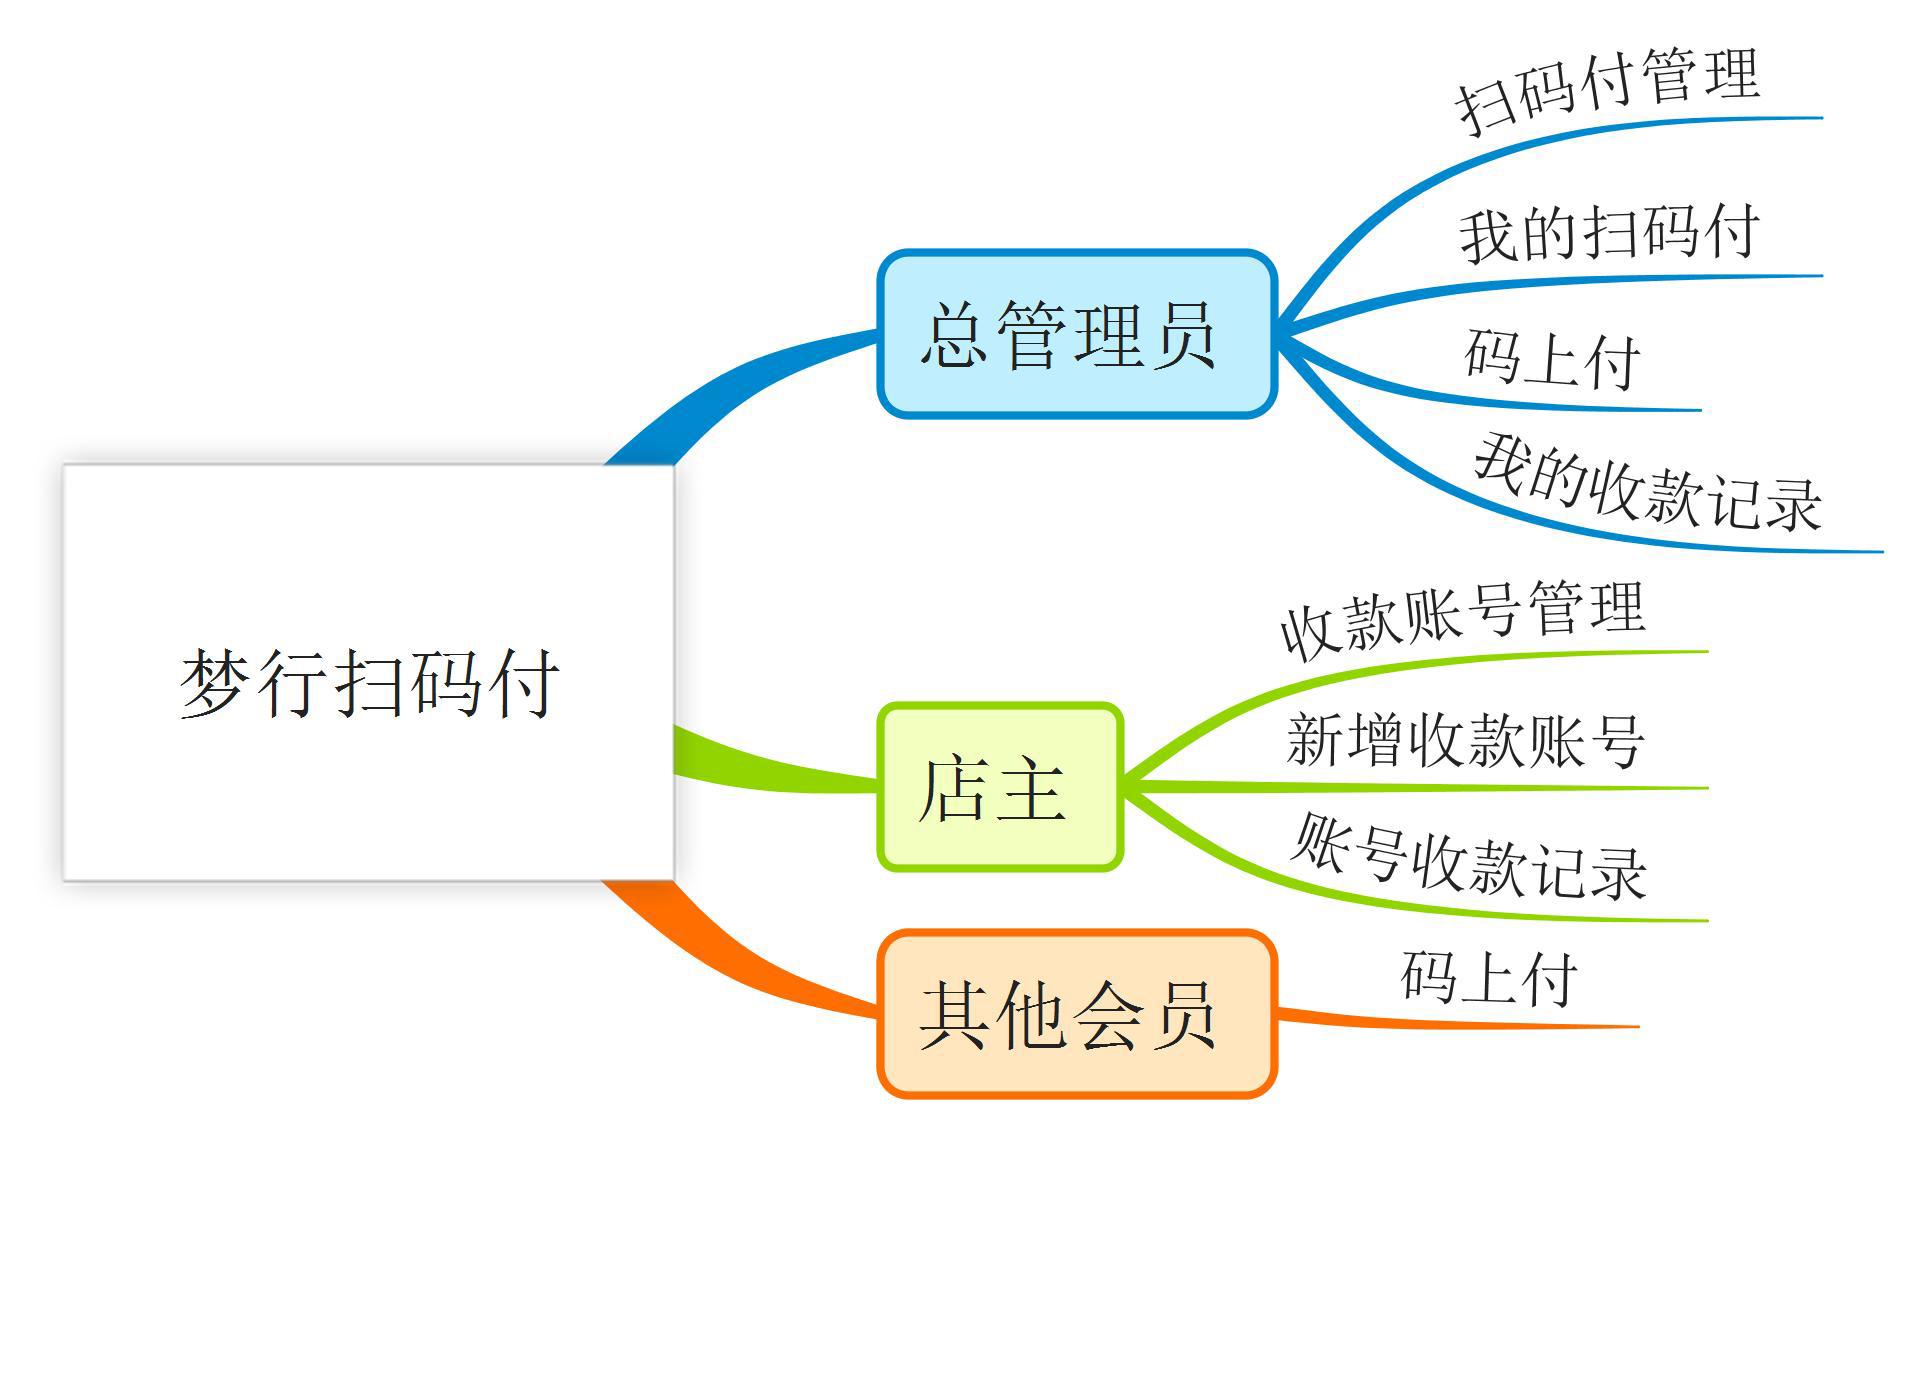 梦行扫码付
总管理员
扫码付管理
我的扫码付
码上付
我的收款记录
店主
收款账号管理
新增收款账号
账号收款记录
其他会员
码上付